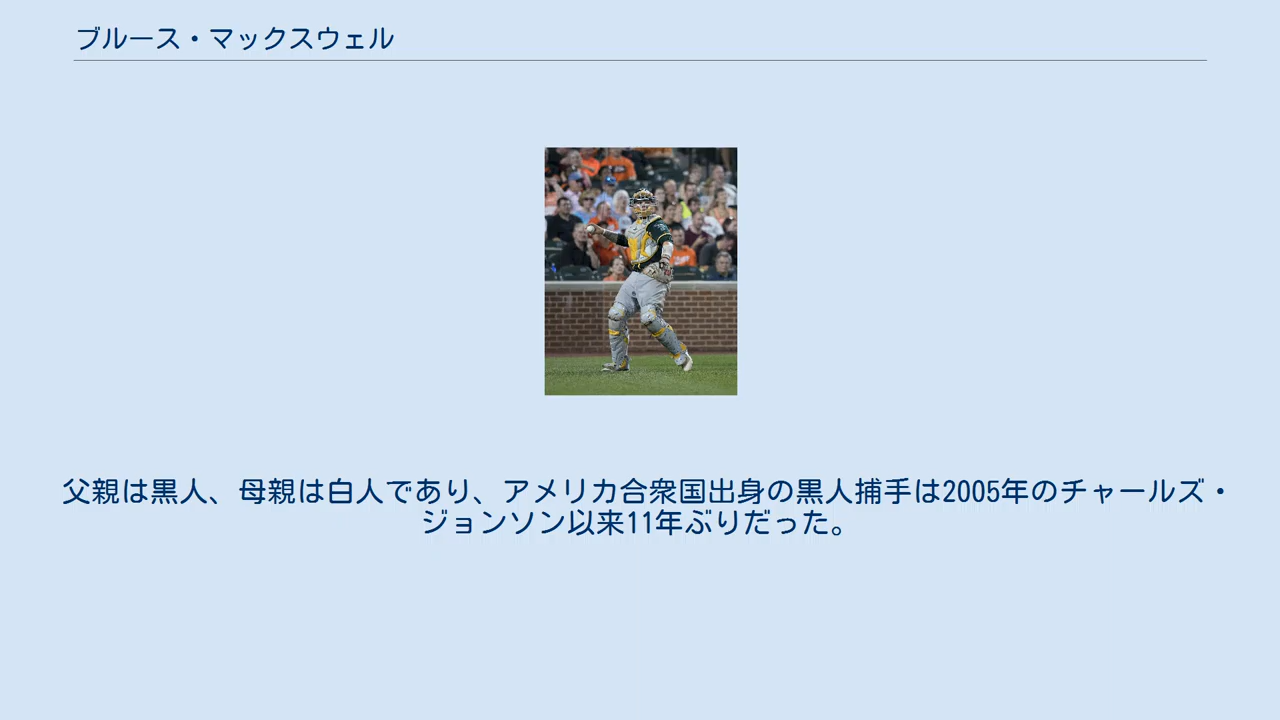 ブルース・マックスウェル
父親は黒人、母親は白人であり、アメリカ合衆国出身の黒人捕手は2005年のチャールズ・
ジョンソン以来11年ぶりだった。